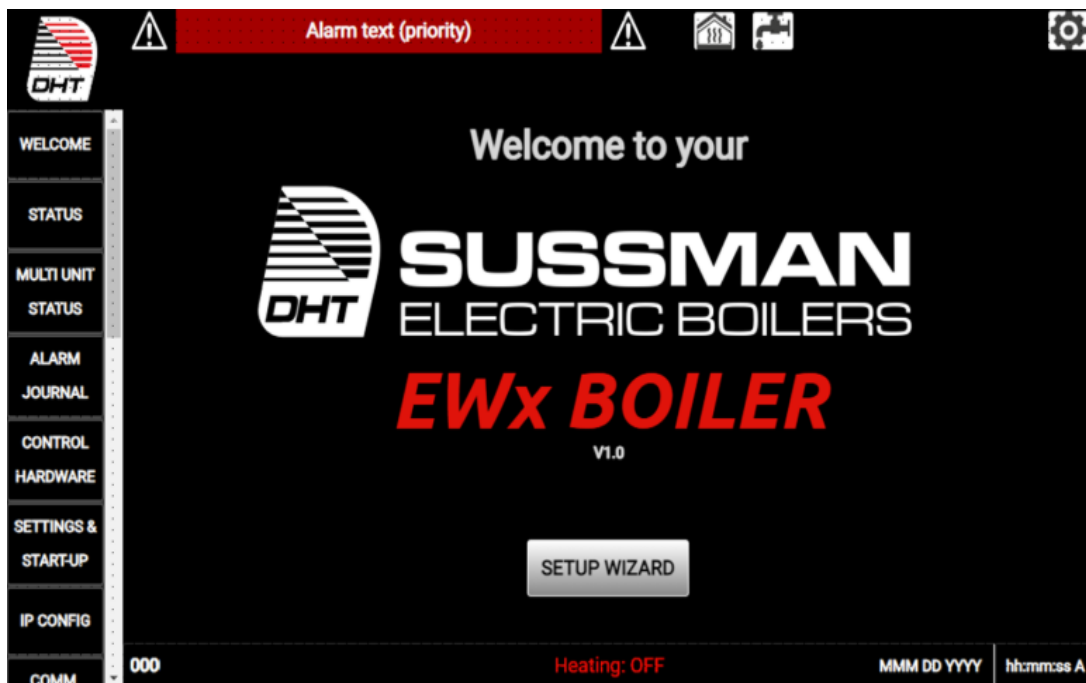 DHT
Alarm text (priority)
WELCOME
STATUS
MULTI UNIT
STATUS
ALARM
JOURNAL
CONTROL
HARDWARE
SETTINGS &
START-UP
IP CONFIG
COMM
Welcome to your
DHT
SUSSMAN
ELECTRIC BOILERS
EWx BOILER
V1.0
SETUP WIZARD
000
Heating: OFF
MMM DD YYYY
hh:mm:ss A